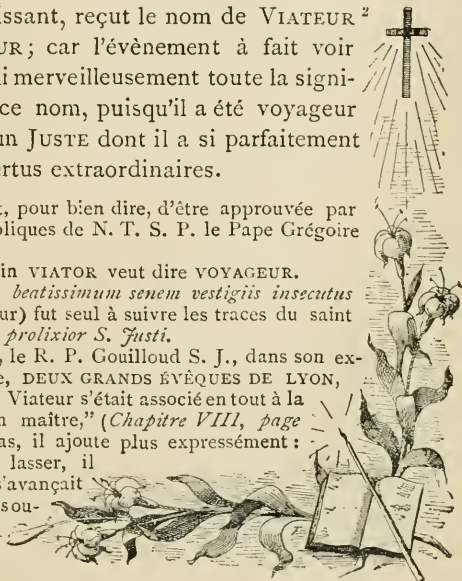 issant, reçut le nom de VIATEUR ²
UR; car l'évènement à fait voir
i merveilleusement toute la signi-
ce nom, puisqu'il a été voyageur
un JUSTE dont il a si parfaitement
ertus extraordinaires.
t, pour bien dire, d'être approuvée par
oliques de N. T. S. P. le Pape Grégoire
in VIATOR veut dire VOYAGEUR.
beatissimum senem vestigiis insecutus
ur) fut seul à suivre les traces du saint
prolixior S. Justi.
, le R. P. Gouilloud S. J., dans son ex-
e, DEUX GRANDS ÉVÊQUES DE LYON,
Viateur s'était associé en tout à la
n maître," (Chapitre VIII, page
as, il ajoute plus expressément:
lasser, il
s'avançait
sou-